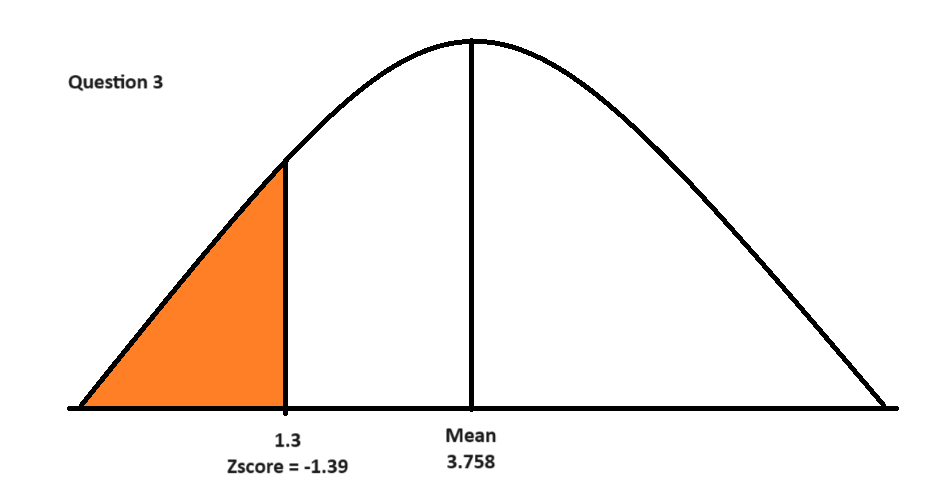 Question 3
1.3
Zscore = -1.39
Mean
3.758